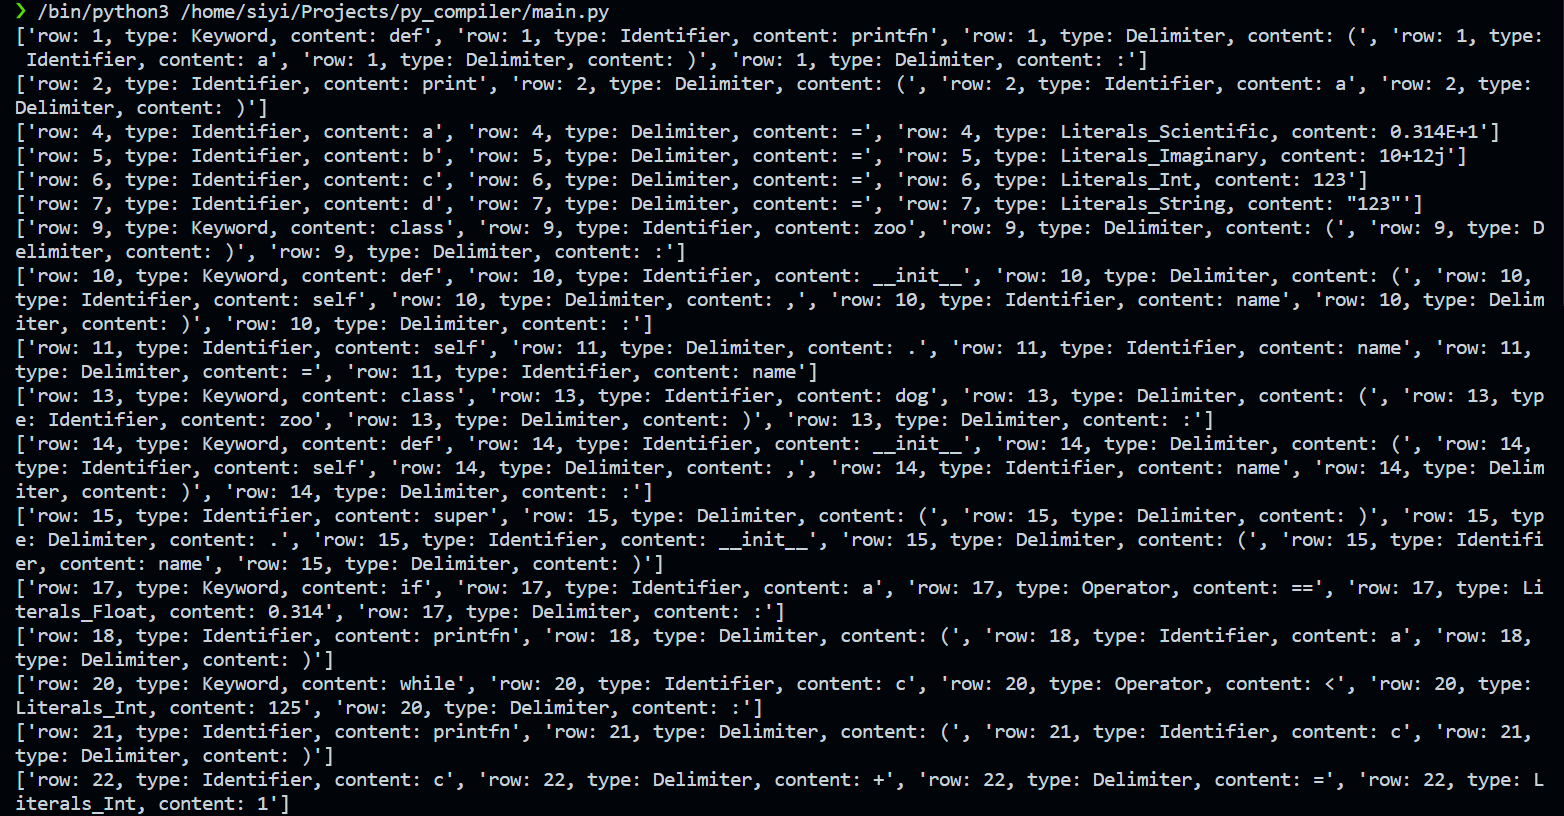 ❯ /bin/python3 /home/siyi/Projects/py_compiler/main.py
['row: 1, type: Keyword, content: def', 'row: 1, type: Identifier, content: printfn', 'row: 1, type: Delimiter, content: (', 'row: 1, type:
 Identifier, content: a', 'row: 1, type: Delimiter, content: )', 'row: 1, type: Delimiter, content: :']
['row: 2, type: Identifier, content: print', 'row: 2, type: Delimiter, content: (', 'row: 2, type: Identifier, content: a', 'row: 2, type:
Delimiter, content: )']
['row: 4, type: Identifier, content: a', 'row: 4, type: Delimiter, content: =', 'row: 4, type: Literals_Scientific, content: 0.314E+1']
['row: 5, type: Identifier, content: b', 'row: 5, type: Delimiter, content: =', 'row: 5, type: Literals_Imaginary, content: 10+12j']
['row: 6, type: Identifier, content: c', 'row: 6, type: Delimiter, content: =', 'row: 6, type: Literals_Int, content: 123']
['row: 7, type: Identifier, content: d', 'row: 7, type: Delimiter, content: =', 'row: 7, type: Literals_String, content: "123"']
['row: 9, type: Keyword, content: class', 'row: 9, type: Identifier, content: zoo', 'row: 9, type: Delimiter, content: (', 'row: 9, type: D
elimiter, content: )', 'row: 9, type: Delimiter, content: :']
['row: 10, type: Keyword, content: def', 'row: 10, type: Identifier, content: __init__', 'row: 10, type: Delimiter, content: (', 'row: 10,
type: Identifier, content: self', 'row: 10, type: Delimiter, content: ,', 'row: 10, type: Identifier, content: name', 'row: 10, type: Delim
iter, content: )', 'row: 10, type: Delimiter, content: :']
['row: 11, type: Identifier, content: self', 'row: 11, type: Delimiter, content: .', 'row: 11, type: Identifier, content: name', 'row: 11,
type: Delimiter, content: =', 'row: 11, type: Identifier, content: name']
['row: 13, type: Keyword, content: class', 'row: 13, type: Identifier, content: dog', 'row: 13, type: Delimiter, content: (', 'row: 13, typ
e: Identifier, content: zoo', 'row: 13, type: Delimiter, content: )', 'row: 13, type: Delimiter, content: :']
['row: 14, type: Keyword, content: def', 'row: 14, type: Identifier, content: __init__', 'row: 14, type: Delimiter, content: (', 'row: 14,
type: Identifier, content: self', 'row: 14, type: Delimiter, content: ,', 'row: 14, type: Identifier, content: name', 'row: 14, type: Delim
iter, content: )', 'row: 14, type: Delimiter, content: :']
['row: 15, type: Identifier, content: super', 'row: 15, type: Delimiter, content: (', 'row: 15, type: Delimiter, content: )', 'row: 15, typ
e: Delimiter, content: .', 'row: 15, type: Identifier, content: __init__', 'row: 15, type: Delimiter, content: (', 'row: 15, type: Identifi
er, content: name', 'row: 15, type: Delimiter, content: )']
['row: 17, type: Keyword, content: if', 'row: 17, type: Identifier, content: a', 'row: 17, type: Operator, content: ==', 'row: 17, type: Li
terals_Float, content: 0.314', 'row: 17, type: Delimiter, content: :']
['row: 18, type: Identifier, content: printfn', 'row: 18, type: Delimiter, content: (', 'row: 18, type: Identifier, content: a', 'row: 18,
type: Delimiter, content: )']
['row: 20, type: Keyword, content: while', 'row: 20, type: Identifier, content: c', 'row: 20, type: Operator, content: <', 'row: 20, type:
Literals_Int, content: 125', 'row: 20, type: Delimiter, content: :']
['row: 21, type: Identifier, content: printfn', 'row: 21, type: Delimiter, content: (', 'row: 21, type: Identifier, content: c', 'row: 21,
type: Delimiter, content: )']
['row: 22, type: Identifier, content: c', 'row: 22, type: Delimiter, content: +', 'row: 22, type: Delimiter, content: =', 'row: 22, type: L
iterals_Int, content: 1']